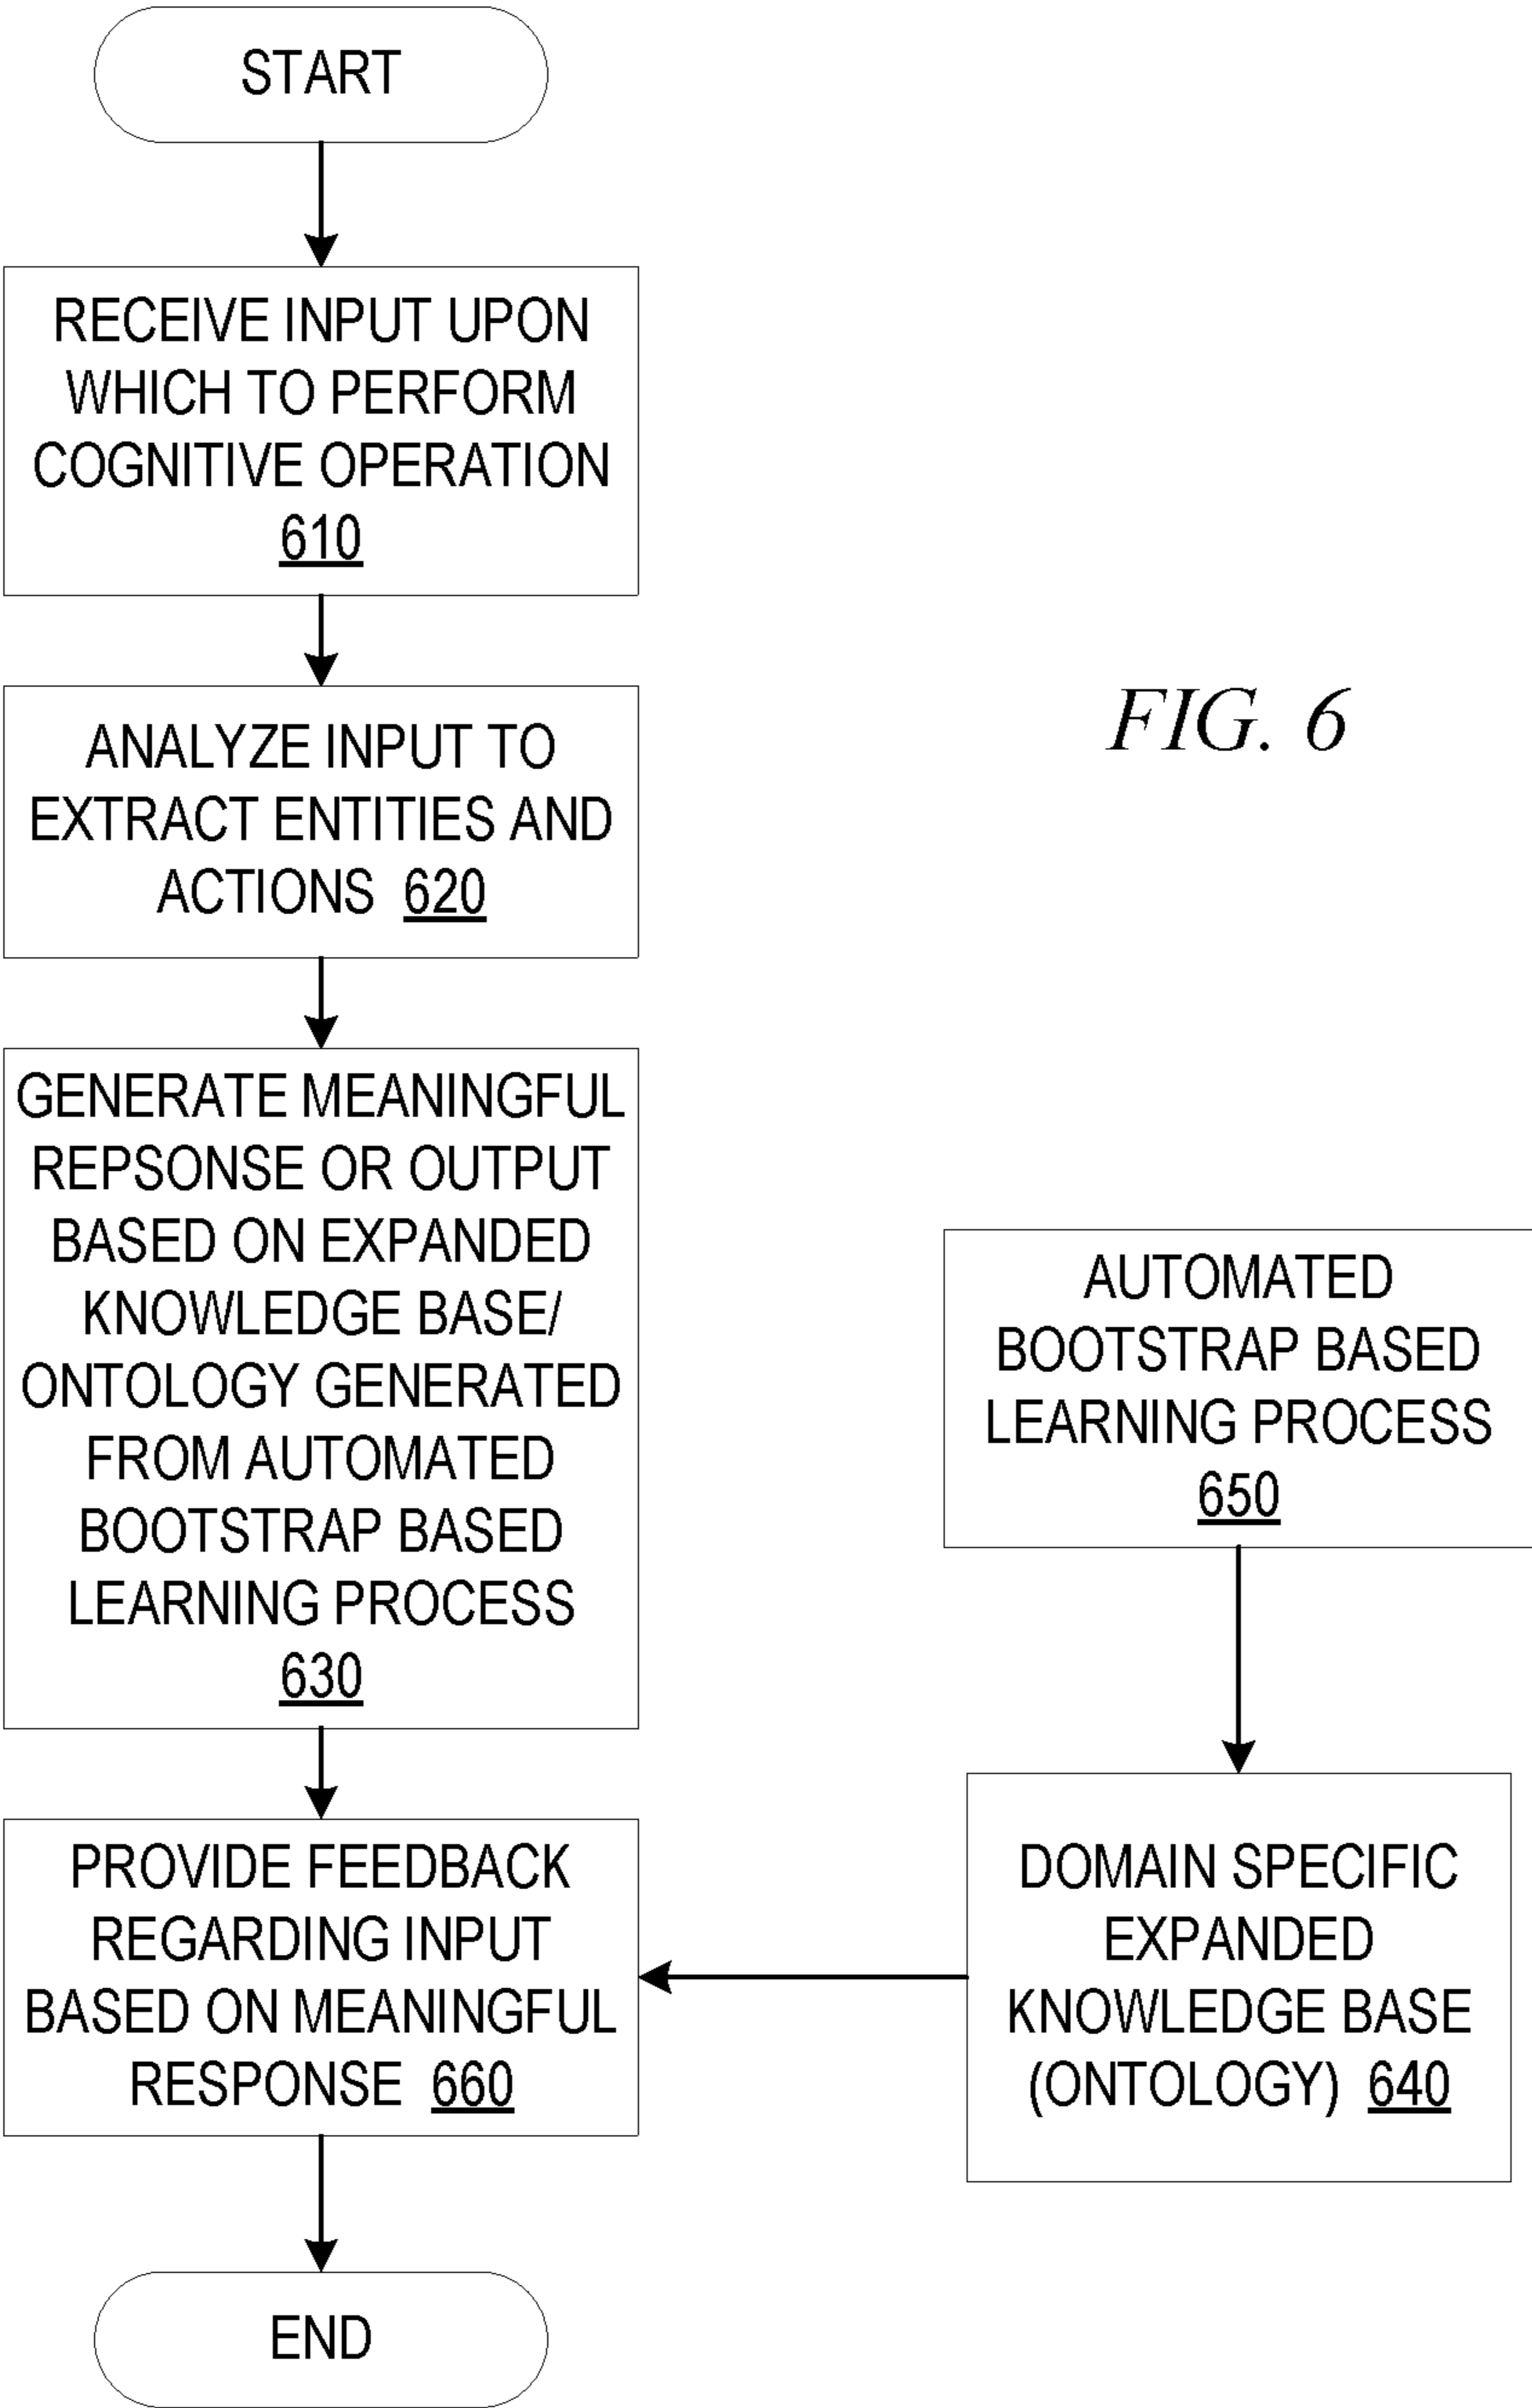 START
RECEIVE INPUT UPON
WHICH TO PERFORM
COGNITIVE OPERATION
610
ANALYZE INPUT TO
EXTRACT ENTITIES AND
ACTIONS 620
FIG. 6
GENERATE MEANINGFUL
REPSONSE OR OUTPUT
BASED ON EXPANDED
KNOWLEDGE BASE/
ONTOLOGY GENERATED
FROM AUTOMATED
BOOTSTRAP BASED
LEARNING PROCESS
630
AUTOMATED
BOOTSTRAP BASED
LEARNING PROCESS
650
PROVIDE FEEDBACK
REGARDING INPUT
BASED ON MEANINGFUL
RESPONSE 660
DOMAIN SPECIFIC
EXPANDED
KNOWLEDGE BASE
(ONTOLOGY) 640
END